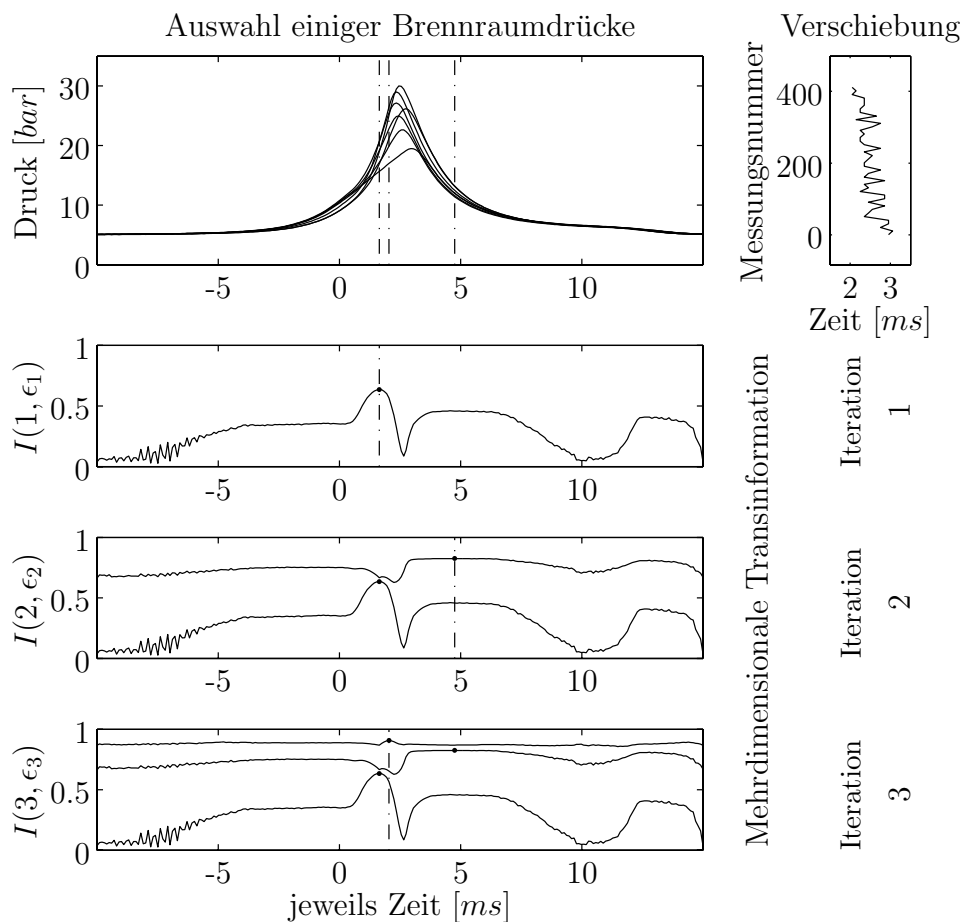 Auswahl einiger Brennraumdrücke
Verschiebung
Druck [bar]
30
20
10
0
-5 0 5 10
Messungsnummer
400
200
0
2 3
Zeit [ms]
I(1, ϵ₁)
1
0.5
0
-5 0 5 10
Iteration
1
I(2, ϵ₂)
1
0.5
0
-5 0 5 10
Mehrdimensionale Transinformation
Iteration
2
I(3, ϵ₃)
1
0.5
0
-5 0 5 10
Iteration
3
jeweils Zeit [ms]